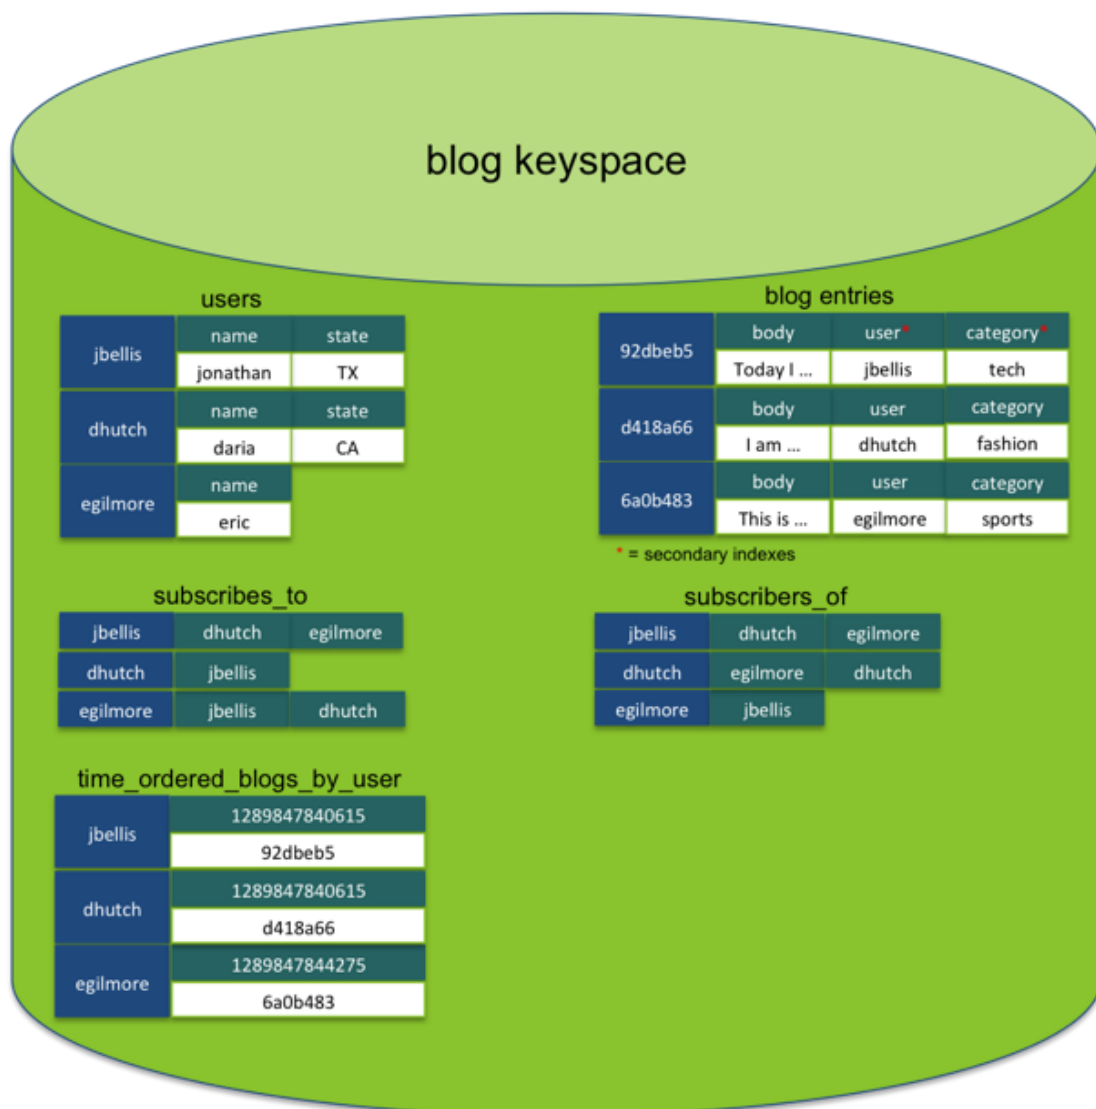 blog keyspace
users
name state
jbellis
jonathan TX
name state
dhutch
daria CA
name
egilmore
eric
blog entries
body user* category*
92dbeb5
Today I ... jbellis tech
body user category
d418a66
I am ... dhutch fashion
body user category
6a0b483
This is ... egilmore sports
* = secondary indexes
subscribes_to
jbellis dhutch egilmore
dhutch jbellis
egilmore jbellis dhutch
subscribers_of
jbellis dhutch egilmore
dhutch egilmore dhutch
egilmore jbellis
time_ordered_blogs_by_user
1289847840615
jbellis
92dbeb5
1289847840615
dhutch
d418a66
1289847844275
egilmore
6a0b483